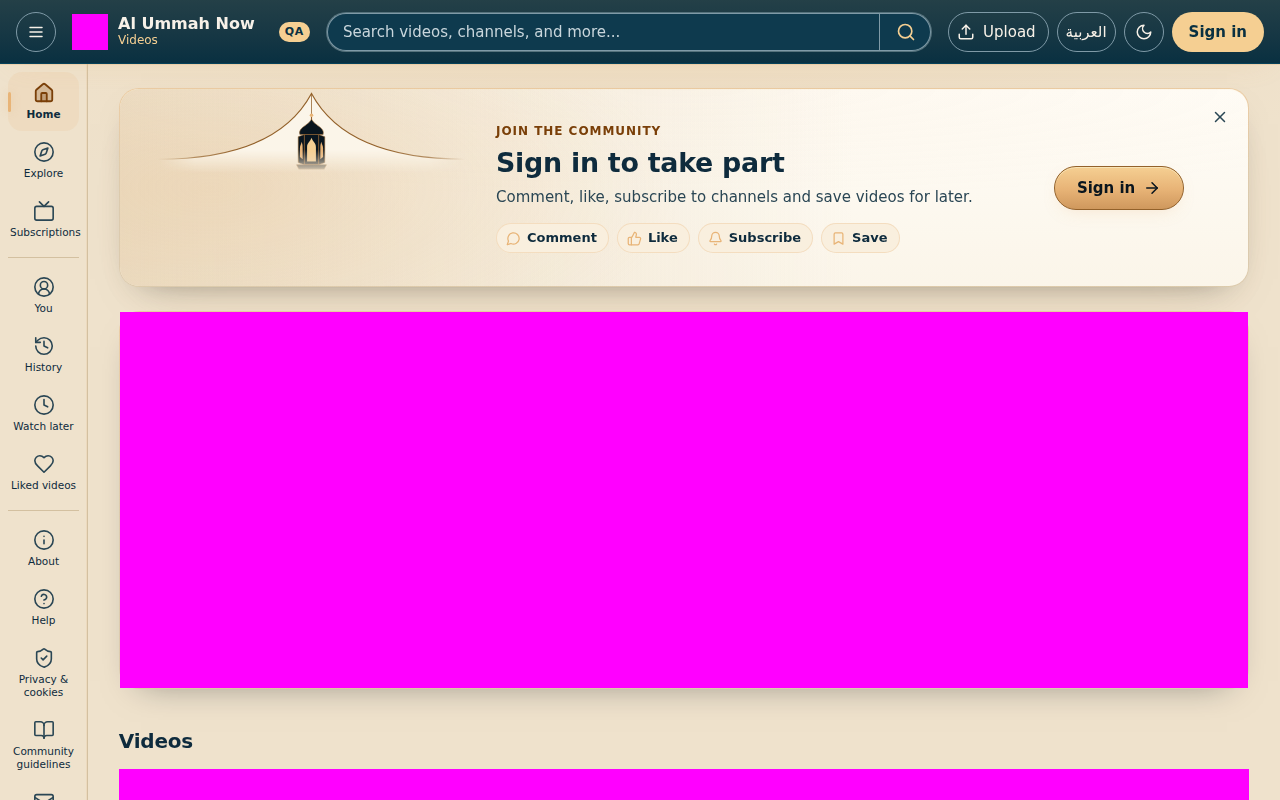 Al Ummah Now
Videos
QA
Search videos, channels, and more...
Upload
العربية
Sign in
Home
Explore
Subscriptions
You
History
Watch later
Liked videos
About
Help
Privacy &
cookies
Community
guidelines
JOIN THE COMMUNITY
Sign in to take part
Comment, like, subscribe to channels and save videos for later.
Comment
Like
Subscribe
Save
Sign in
Videos